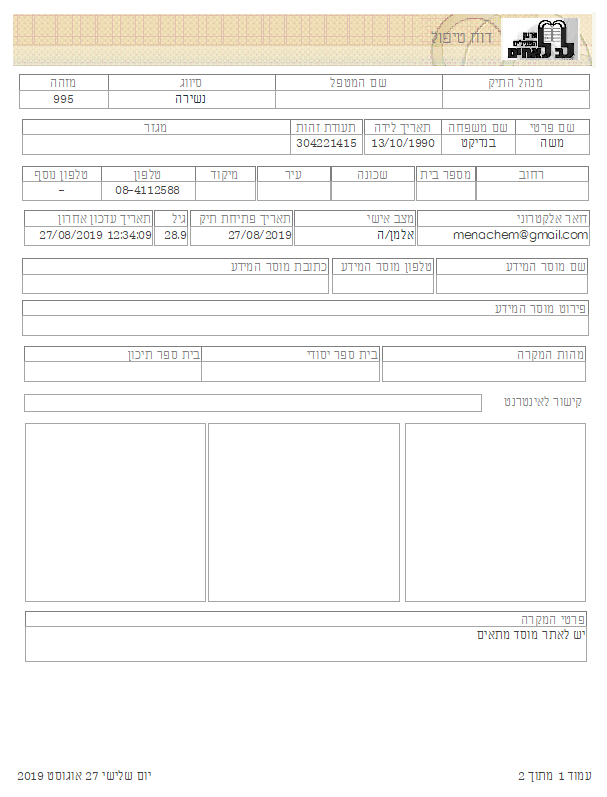 דוח טיפול
ארגון
לב לאחים
מנהל התיק שם המטפל סיווג מזהה
נשירה 995
שם פרטי שם משפחה תאריך לידה תעודת זהות מגזר
משה בנדיקט 13/10/1990 304221415
רחוב מספר בית שכונה עיר מיקוד טלפון טלפון נוסף
08-4112588 -
דואר אלקטרוני מצב אישי תאריך פתיחת תיק גיל תאריך עדכון אחרון
menachem@gmail.com אלמן/ה 27/08/2019 28.9 27/08/2019 12:34:09
שם מוסר המידע טלפון מוסר המידע כתובת מוסר המידע
פירוט מוסר המידע
מהות המקרה בית ספר יסודי בית ספר תיכון
קישור לאינטרנט
פרטי המקרה
יש לאתר מוסד מתאים
עמוד 1 מתוך 2 יום שלישי 27 אוגוסט 2019